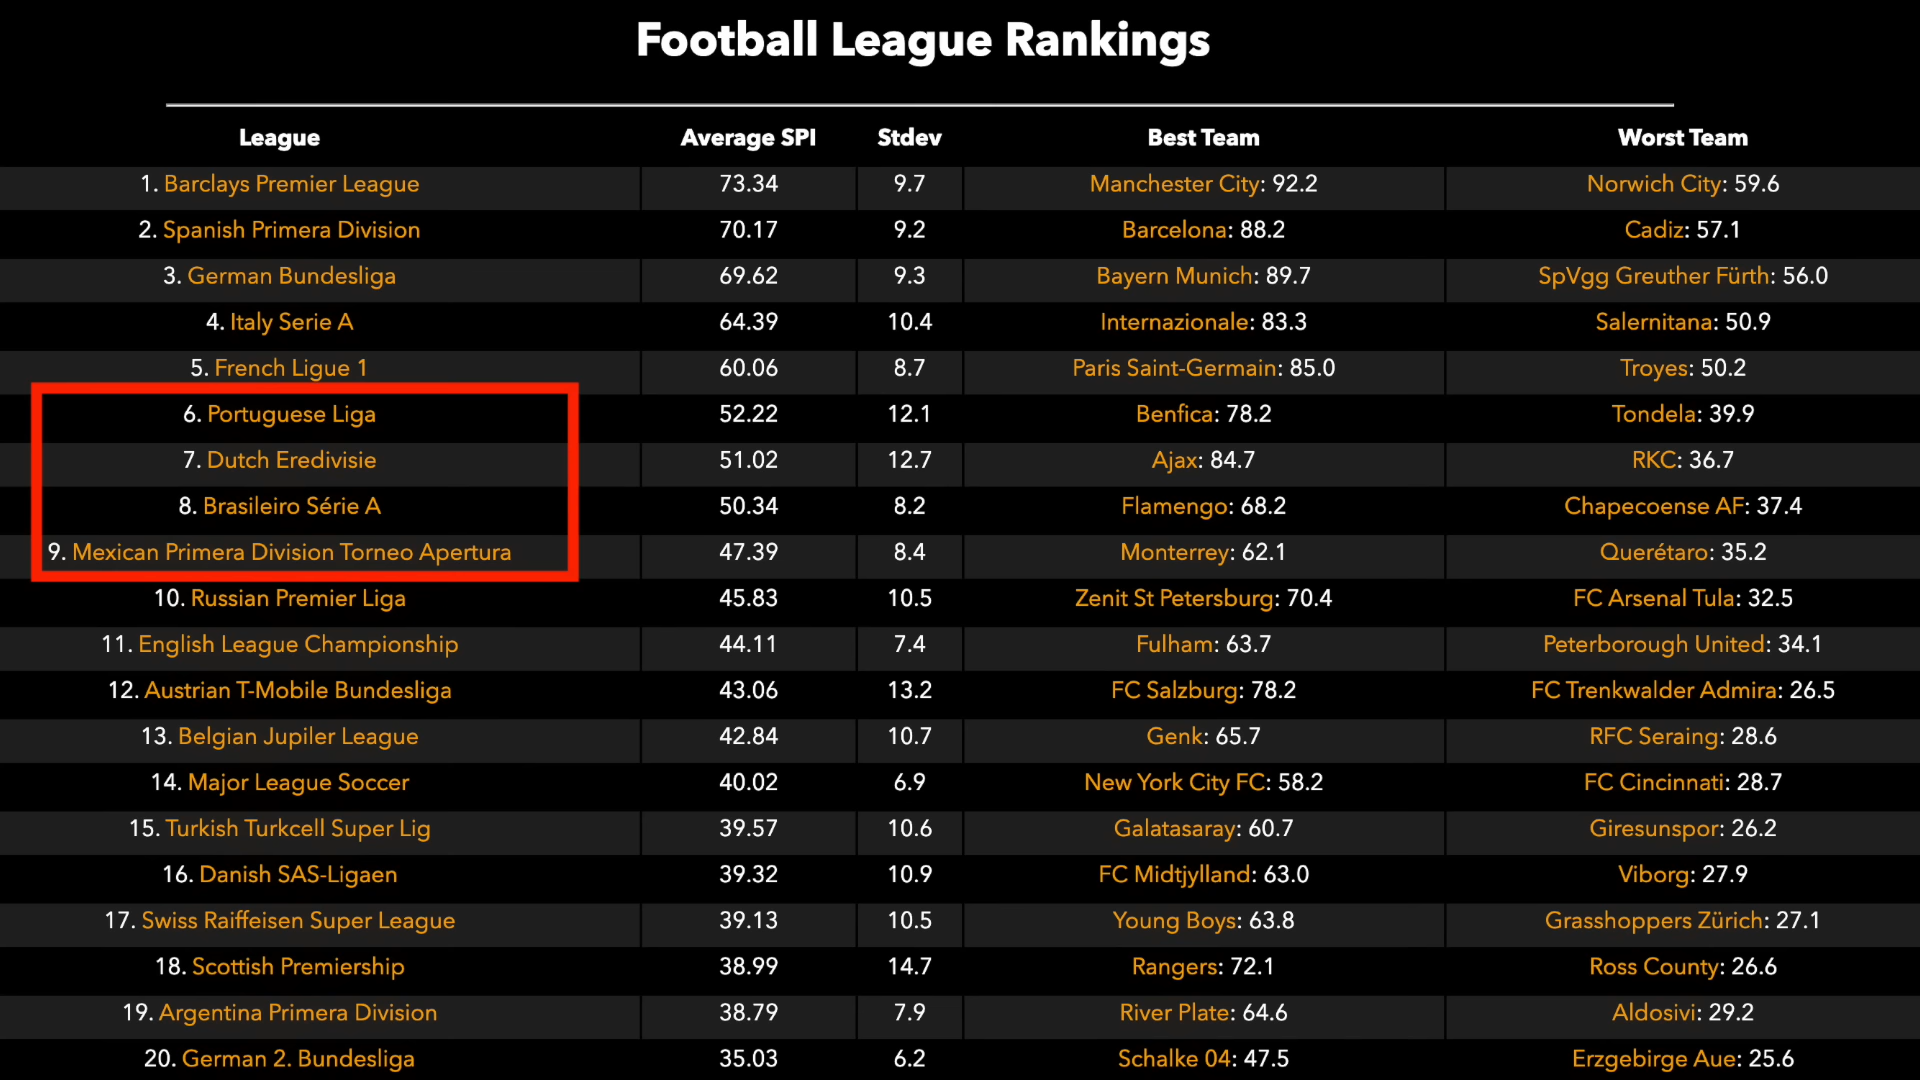 Football League Rankings
League Average SPI Stdev Best Team Worst Team
1. Barclays Premier League 73.34 9.7 Manchester City: 92.2 Norwich City: 59.6
2. Spanish Primera Division 70.17 9.2 Barcelona: 88.2 Cadiz: 57.1
3. German Bundesliga 69.62 9.3 Bayern Munich: 89.7 SpVgg Greuther Fürth: 56.0
4. Italy Serie A 64.39 10.4 Internazionale: 83.3 Salernitana: 50.9
5. French Ligue 1 60.06 8.7 Paris Saint-Germain: 85.0 Troyes: 50.2
6. Portuguese Liga 52.22 12.1 Benfica: 78.2 Tondela: 39.9
7. Dutch Eredivisie 51.02 12.7 Ajax: 84.7 RKC: 36.7
8. Brasileiro Série A 50.34 8.2 Flamengo: 68.2 Chapecoense AF: 37.4
9. Mexican Primera Division Torneo Apertura 47.39 8.4 Monterrey: 62.1 Querétaro: 35.2
10. Russian Premier Liga 45.83 10.5 Zenit St Petersburg: 70.4 FC Arsenal Tula: 32.5
11. English League Championship 44.11 7.4 Fulham: 63.7 Peterborough United: 34.1
12. Austrian T-Mobile Bundesliga 43.06 13.2 FC Salzburg: 78.2 FC Trenkwalder Admira: 26.5
13. Belgian Jupiler League 42.84 10.7 Genk: 65.7 RFC Seraing: 28.6
14. Major League Soccer 40.02 6.9 New York City FC: 58.2 FC Cincinnati: 28.7
15. Turkish Turkcell Super Lig 39.57 10.6 Galatasaray: 60.7 Giresunspor: 26.2
16. Danish SAS-Ligaen 39.32 10.9 FC Midtjylland: 63.0 Viborg: 27.9
17. Swiss Raiffeisen Super League 39.13 10.5 Young Boys: 63.8 Grasshoppers Zürich: 27.1
18. Scottish Premiership 38.99 14.7 Rangers: 72.1 Ross County: 26.6
19. Argentina Primera Division 38.79 7.9 River Plate: 64.6 Aldosivi: 29.2
20. German 2. Bundesliga 35.03 6.2 Schalke 04: 47.5 Erzgebirge Aue: 25.6